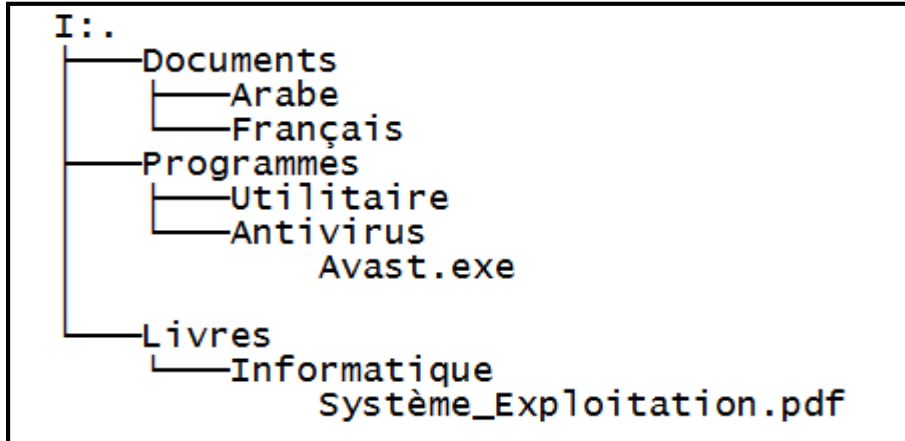 I:.
Documents
Arabe
Français
Programmes
Utilitaire
Antivirus
Avast.exe
Livres
Informatique
Système_Exploitation.pdf